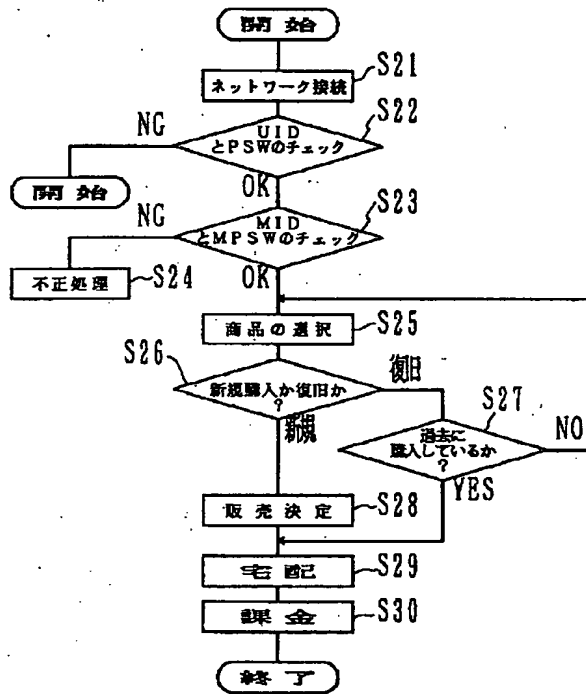 開始
S21
ネットワーク接続
S22
NG
UID
とPSWのチェック
開始
OK
S23
NG
MID
とMPSWのチェック
S24
不正処理
OK
S25
商品の選択
S26
復旧
新規購入か復旧か
?
S27
新規
過去に
購入しているか
?
NO
YES
S28
販売決定
S29
宅配
S30
課金
終了